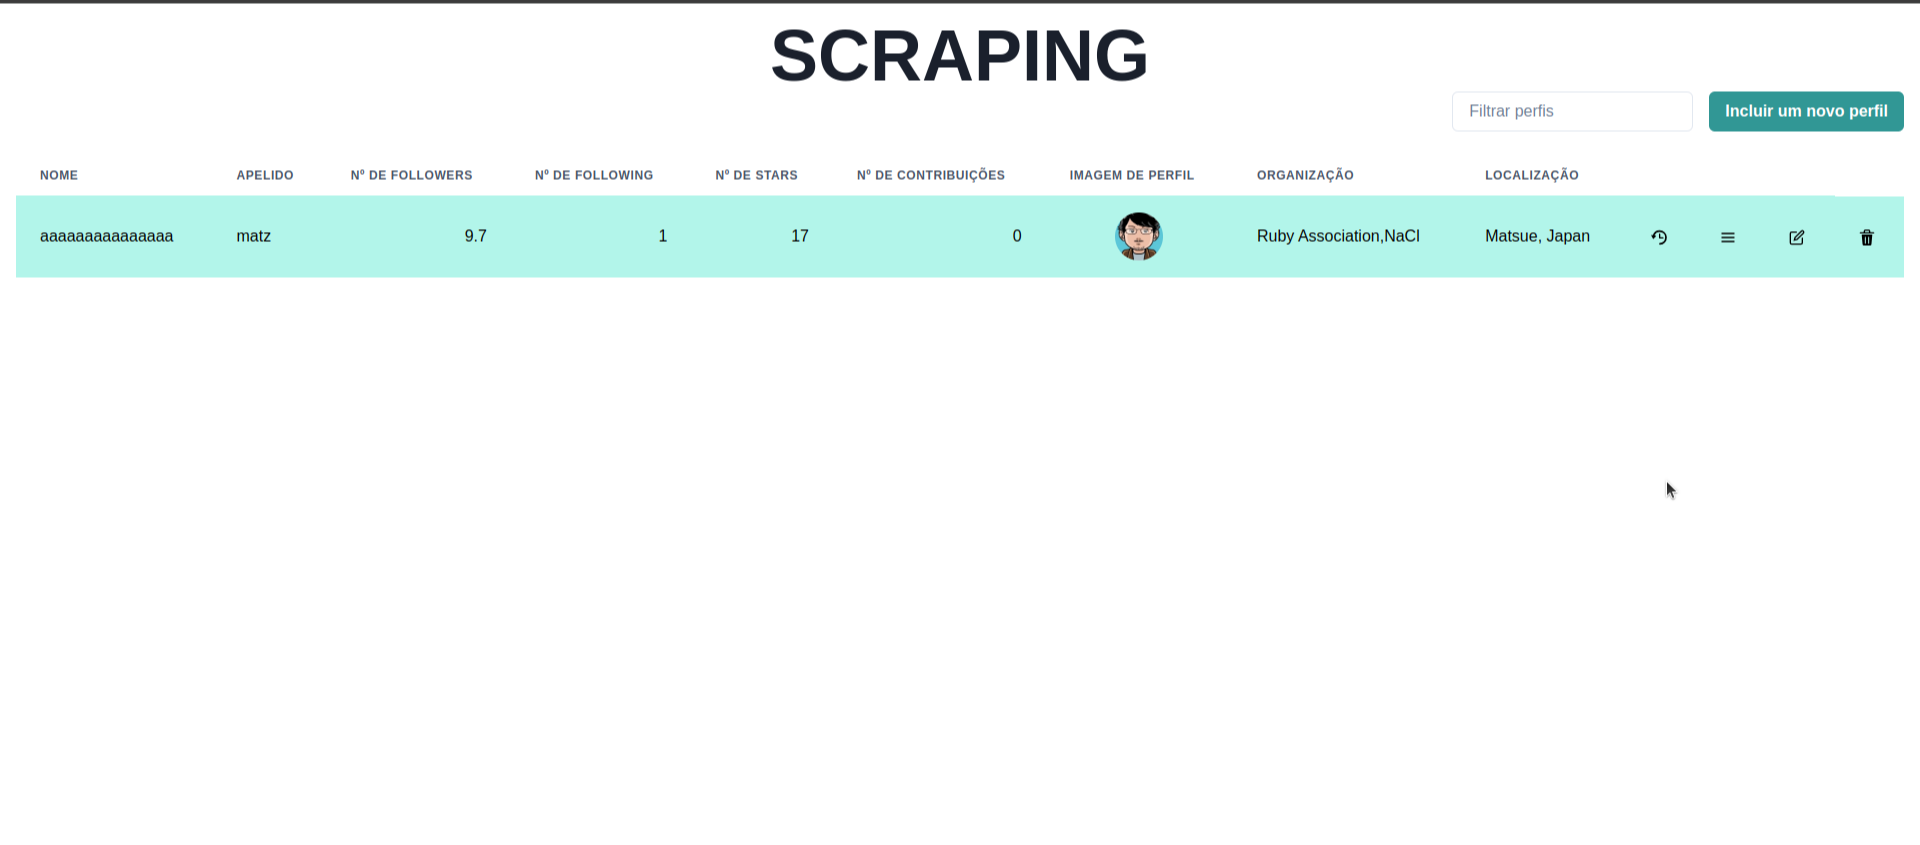 SCRAPING
Filtrar perfis
Incluir um novo perfil
NOME APELIDO Nº DE FOLLOWERS Nº DE FOLLOWING Nº DE STARS Nº DE CONTRIBUIÇÕES IMAGEM DE PERFIL ORGANIZAÇÃO LOCALIZAÇÃO
aaaaaaaaaaaaaaa matz 9.7 1 17 0 Ruby Association,NaCl Matsue, Japan